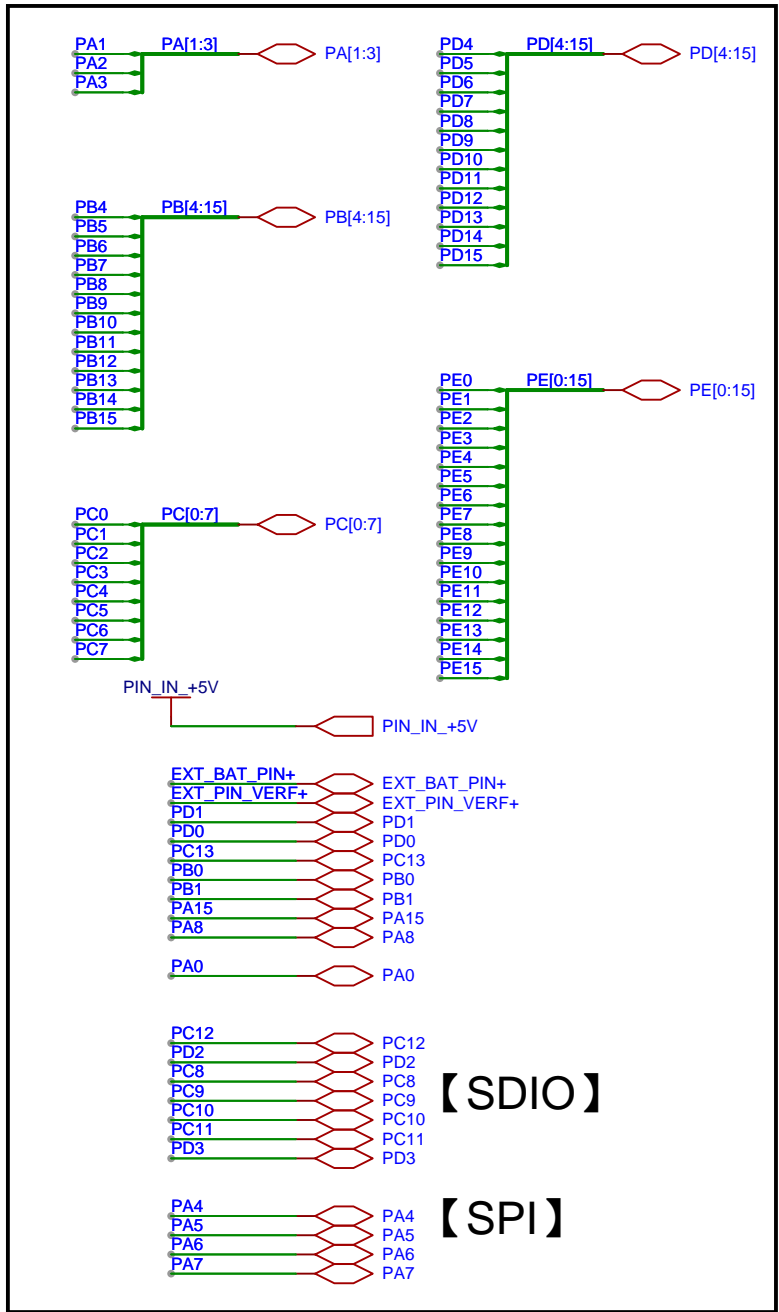 PA1
PA2
PA3
PA[1:3]
PA[1:3]
PB4
PB5
PB6
PB7
PB8
PB9
PB10
PB11
PB12
PB13
PB14
PB15
PB[4:15]
PB[4:15]
PC0
PC1
PC2
PC3
PC4
PC5
PC6
PC7
PC[0:7]
PC[0:7]
PD4
PD5
PD6
PD7
PD8
PD9
PD10
PD11
PD12
PD13
PD14
PD15
PD[4:15]
PD[4:15]
PE0
PE1
PE2
PE3
PE4
PE5
PE6
PE7
PE8
PE9
PE10
PE11
PE12
PE13
PE14
PE15
PE[0:15]
PE[0:15]
PIN_IN_+5V
PIN_IN_+5V
EXT_BAT_PIN+ EXT_BAT_PIN+
EXT_PIN_VERF+ EXT_PIN_VERF+
PD1 PD1
PD0 PD0
PC13 PC13
PB0 PB0
PB1 PB1
PA15 PA15
PA8 PA8
PA0 PA0
PC12 PC12
PD2 PD2
PC8 PC8
PC9 PC9
PC10 PC10
PC11 PC11
PD3 PD3
【SDIO】
PA4 PA4
PA5 PA5
PA6 PA6
PA7 PA7
【SPI】